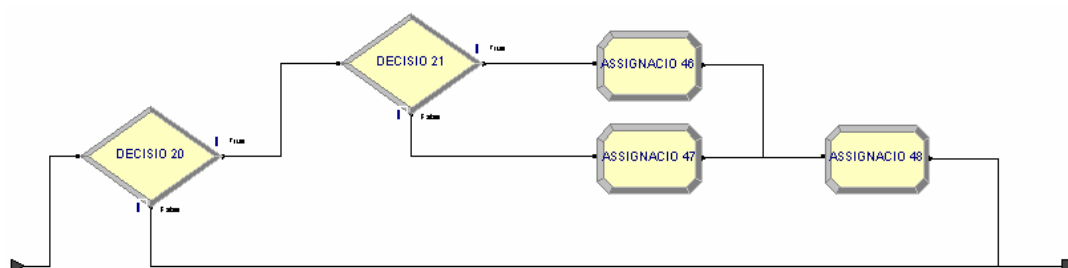 True
DECISIO 21
ASSIGNACIO 46
False
True
DECISIO 20
ASSIGNACIO 47
ASSIGNACIO 48
False